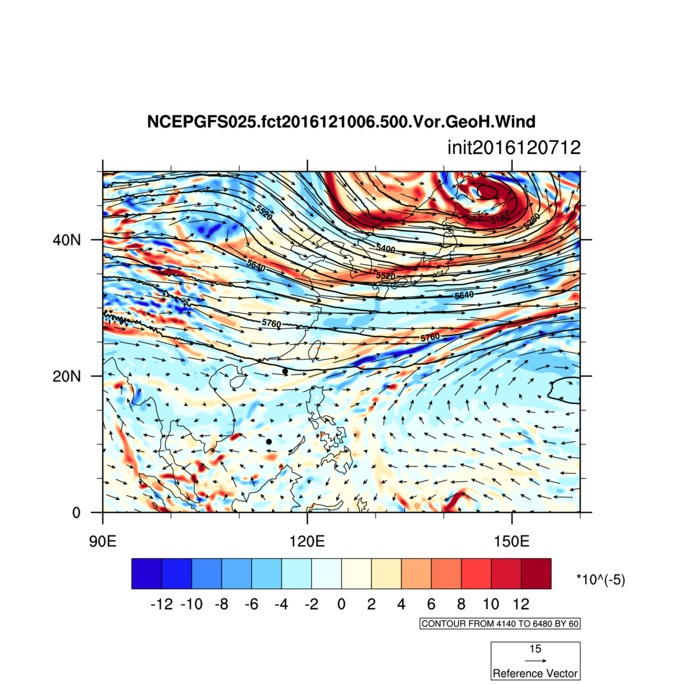 NCEPGFS025.fct2016121006.500.Vor.GeoH.Wind
init2016120712
5520
5160
5280
40N
5400
5640
5520
5640
5760
5760
20N
0
90E 120E 150E
-12 -10 -8 -6 -4 -2 0 2 4 6 8 10 12
*10^(-5)
CONTOUR FROM 4140 TO 6480 BY 60
15
Reference Vector